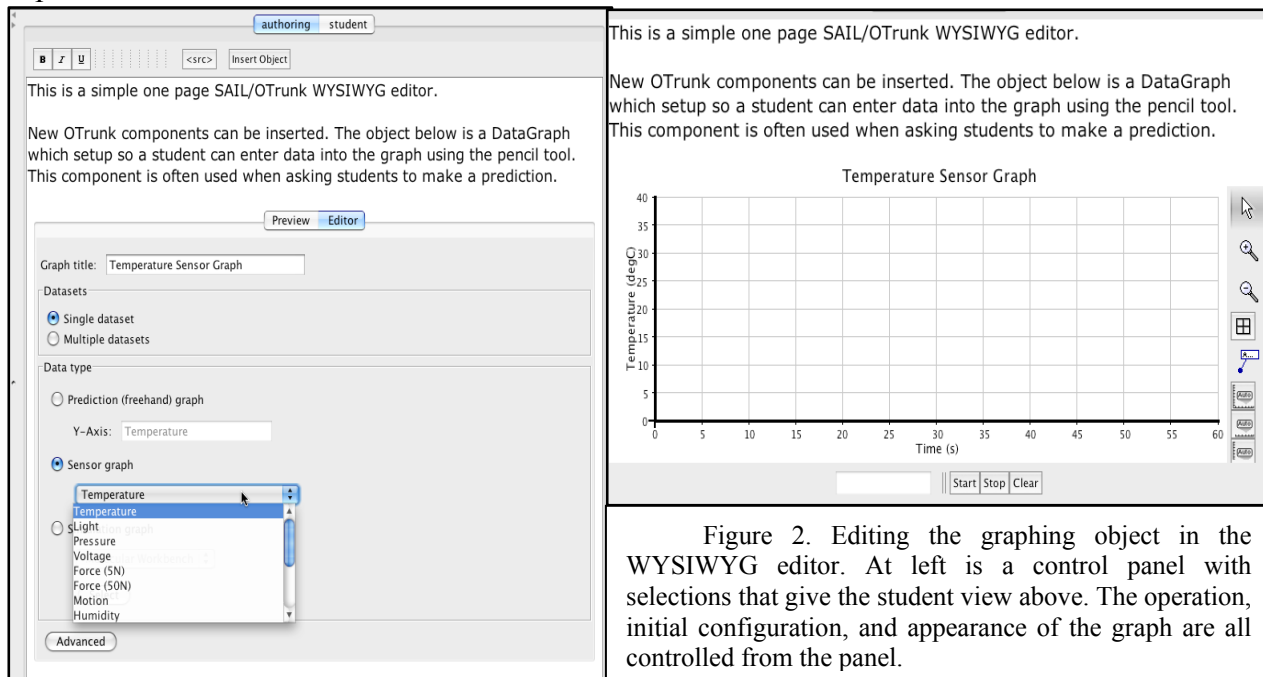 authoring student
B I U <src> Insert Object
This is a simple one page SAIL/OTrunk WYSIWYG editor.
New OTrunk components can be inserted. The object below is a DataGraph
which setup so a student can enter data into the graph using the pencil tool.
This component is often used when asking students to make a prediction.
Preview Editor
Graph title: Temperature Sensor Graph
Datasets
Single dataset
Multiple datasets
Data type
Prediction (freehand) graph
Y-Axis: Temperature
Sensor graph
Temperature
Temperature
Light
Pressure
Voltage
Force (5N)
Force (50N)
Motion
Humidity
Advanced
This is a simple one page SAIL/OTrunk WYSIWYG editor.
New OTrunk components can be inserted. The object below is a DataGraph
which setup so a student can enter data into the graph using the pencil tool.
This component is often used when asking students to make a prediction.
Temperature Sensor Graph
Temperature (degC)
40
35
30
25
20
15
10
5
0
0 5 10 15 20 25 30 35 40 45 50 55 60
Time (s)
A...
Auto
Auto
Auto
Start Stop Clear
Figure 2. Editing the graphing object in the
WYSIWYG editor. At left is a control panel with
selections that give the student view above. The operation,
initial configuration, and appearance of the graph are all
controlled from the panel.